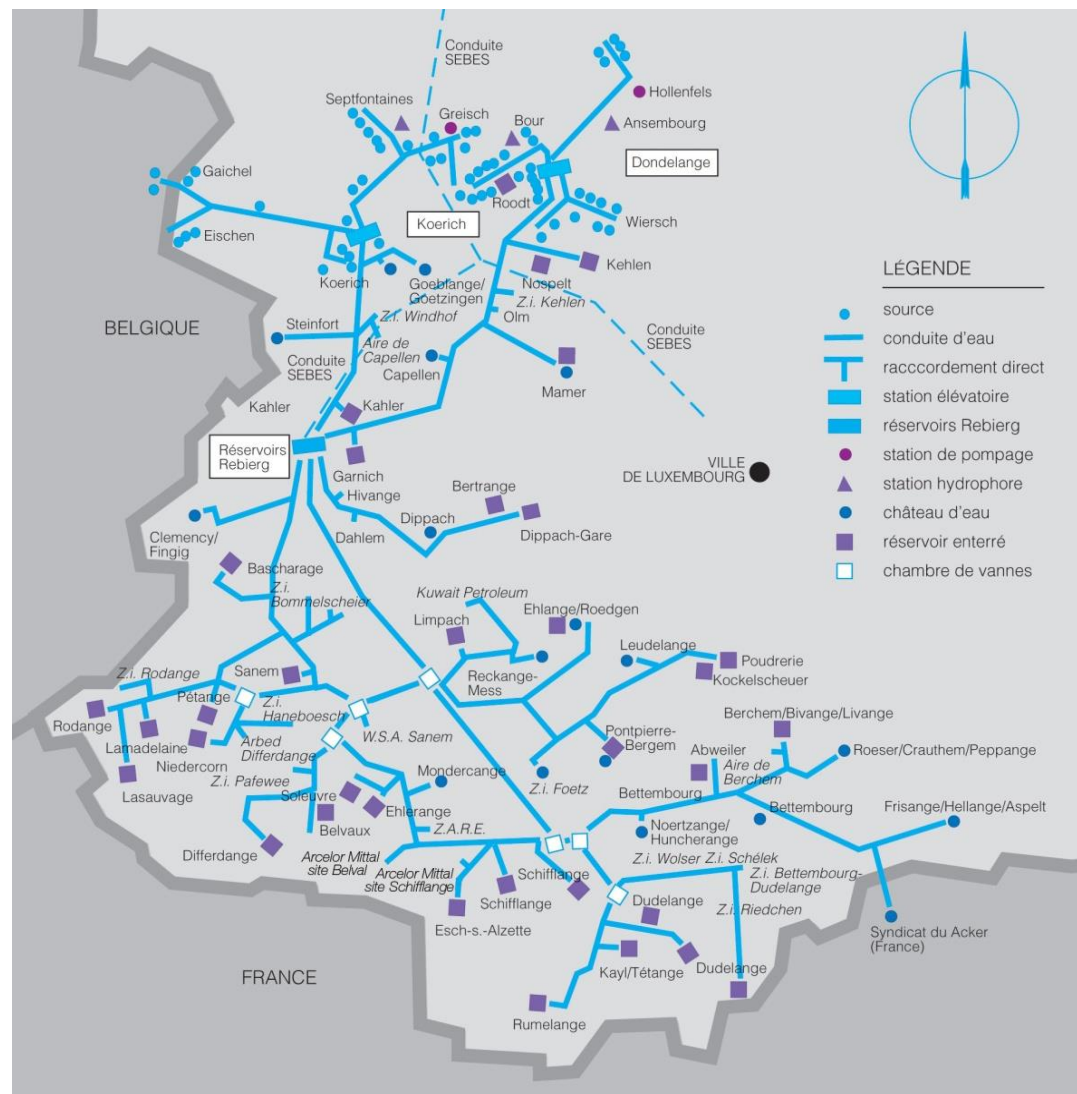 Conduite
SEBES
Septfontaines
Greisch
Bour
Hollenfels
Ansembourg
Dondelange
Gaichel
Roodt
Koerich
Wiersch
Eischen
Koerich
Goeblange/
Goetzingen
Nospelt
Kehlen
Z.i. Windhof
Z.i. Kehlen
Olm
BELGIQUE
Steinfort
Aire de
Capellen
Capellen
Conduite
SEBES
Conduite
SEBES
Mamer
Kahler
Kahler
Réservoirs
Rebierg
Garnich
VILLE
DE LUXEMBOURG
Hivange
Bertrange
Clemency/
Fingig
Dahlem
Dippach
Dippach-Gare
Bascharage
Z.i.
Bommelscheier
Kuwait Petroleum
Limpach
Ehlange/Roedgen
Leudelange
Poudrerie
Kockelscheuer
Z.i. Rodange
Sanem
Reckange-
Mess
Pétange
Z.i.
Haneboesch
Rodange
Lamadelaine
W.S.A. Sanem
Pontpierre-
Bergem
Berchem/Bivange/Livange
Niedercorn
Arbed
Differdange
Abweiler
Aire de
Berchem
Roeser/Crauthem/Peppange
Lasauvage
Z.i. Pafewee
Mondercange
Z.i. Foetz
Soleuvre
Ehlerange
Bettembourg
Bettembourg
Frisange/Hellange/Aspelt
Belvaux
Z.A.R.E.
Noertzange/
Huncherange
Differdange
Arcelor Mittal
site Belval
Arcelor Mittal
site Schifflange
Schifflange
Z.i. Wolser
Z.i. Schélek
Z.i. Bettembourg-
Dudelange
Schifflange
Dudelange
Z.i. Riedchen
Esch-s.-Alzette
Syndicat du Acker
(France)
Kayl/Tétange
Dudelange
FRANCE
Rumelange
LÉGENDE
source
conduite d'eau
racccordement direct
station élévatoire
réservoirs Rebierg
station de pompage
station hydrophore
château d'eau
réservoir enterré
chambre de vannes